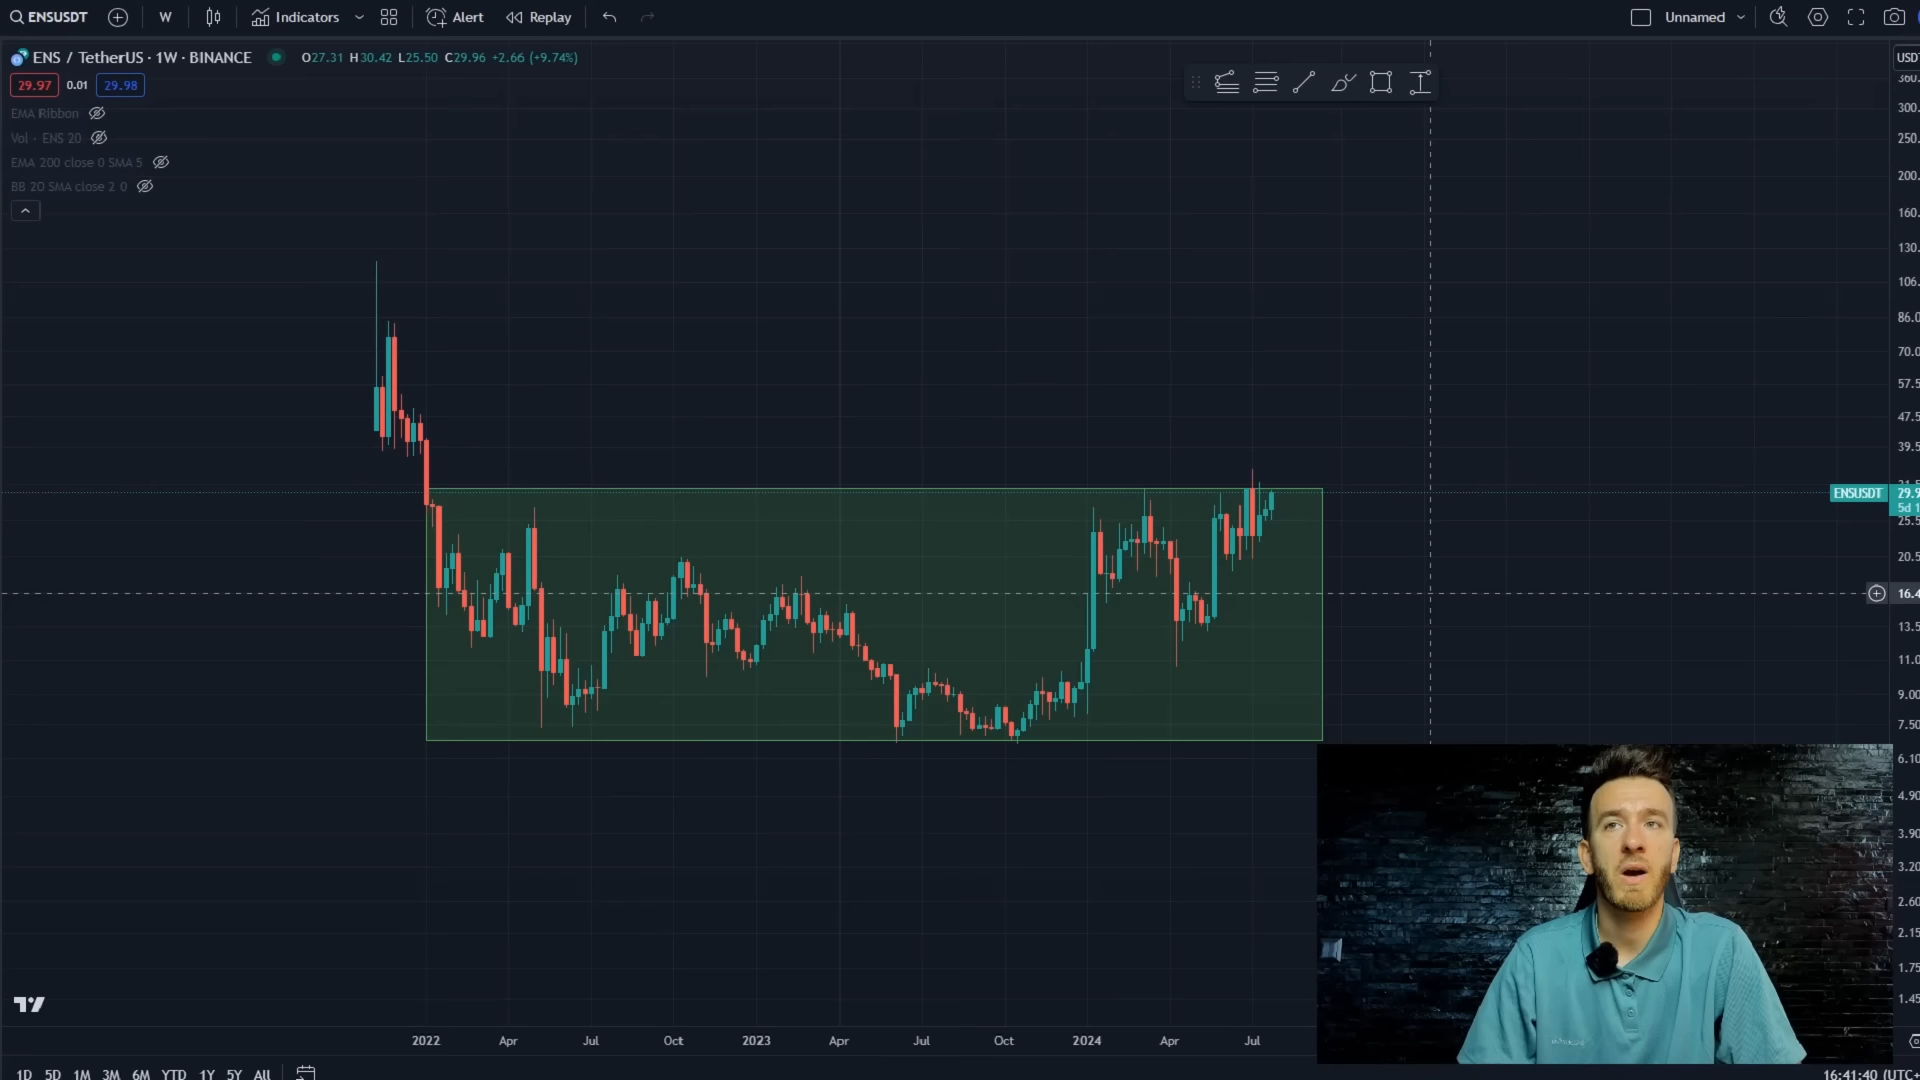 ENSUSDT W Indicators Alert Replay Unnamed
ENS / TetherUS · 1W · BINANCE O27.31 H30.42 L25.50 C29.96 +2.66 (+9.74%)
USD
29.97 0.01 29.98
EMA Ribbon
Vol · ENS 20
EMA 200 close 0 SMA 5
BB 20 SMA close 2 0
300.
250.
200.
160.
130.
106.
86.0
70.0
57.5
47.5
39.5
ENSUSDT 29.9
5d 1
25.5
20.5
16.4
13.5
11.0
9.00
7.50
6.10
4.90
3.90
3.20
2.60
2.15
1.75
1.45
2022 Apr Jul Oct 2023 Apr Jul Oct 2024 Apr Jul
1D 5D 1M 3M 6M YTD 1Y 5Y All
16:41:40 (UTC+